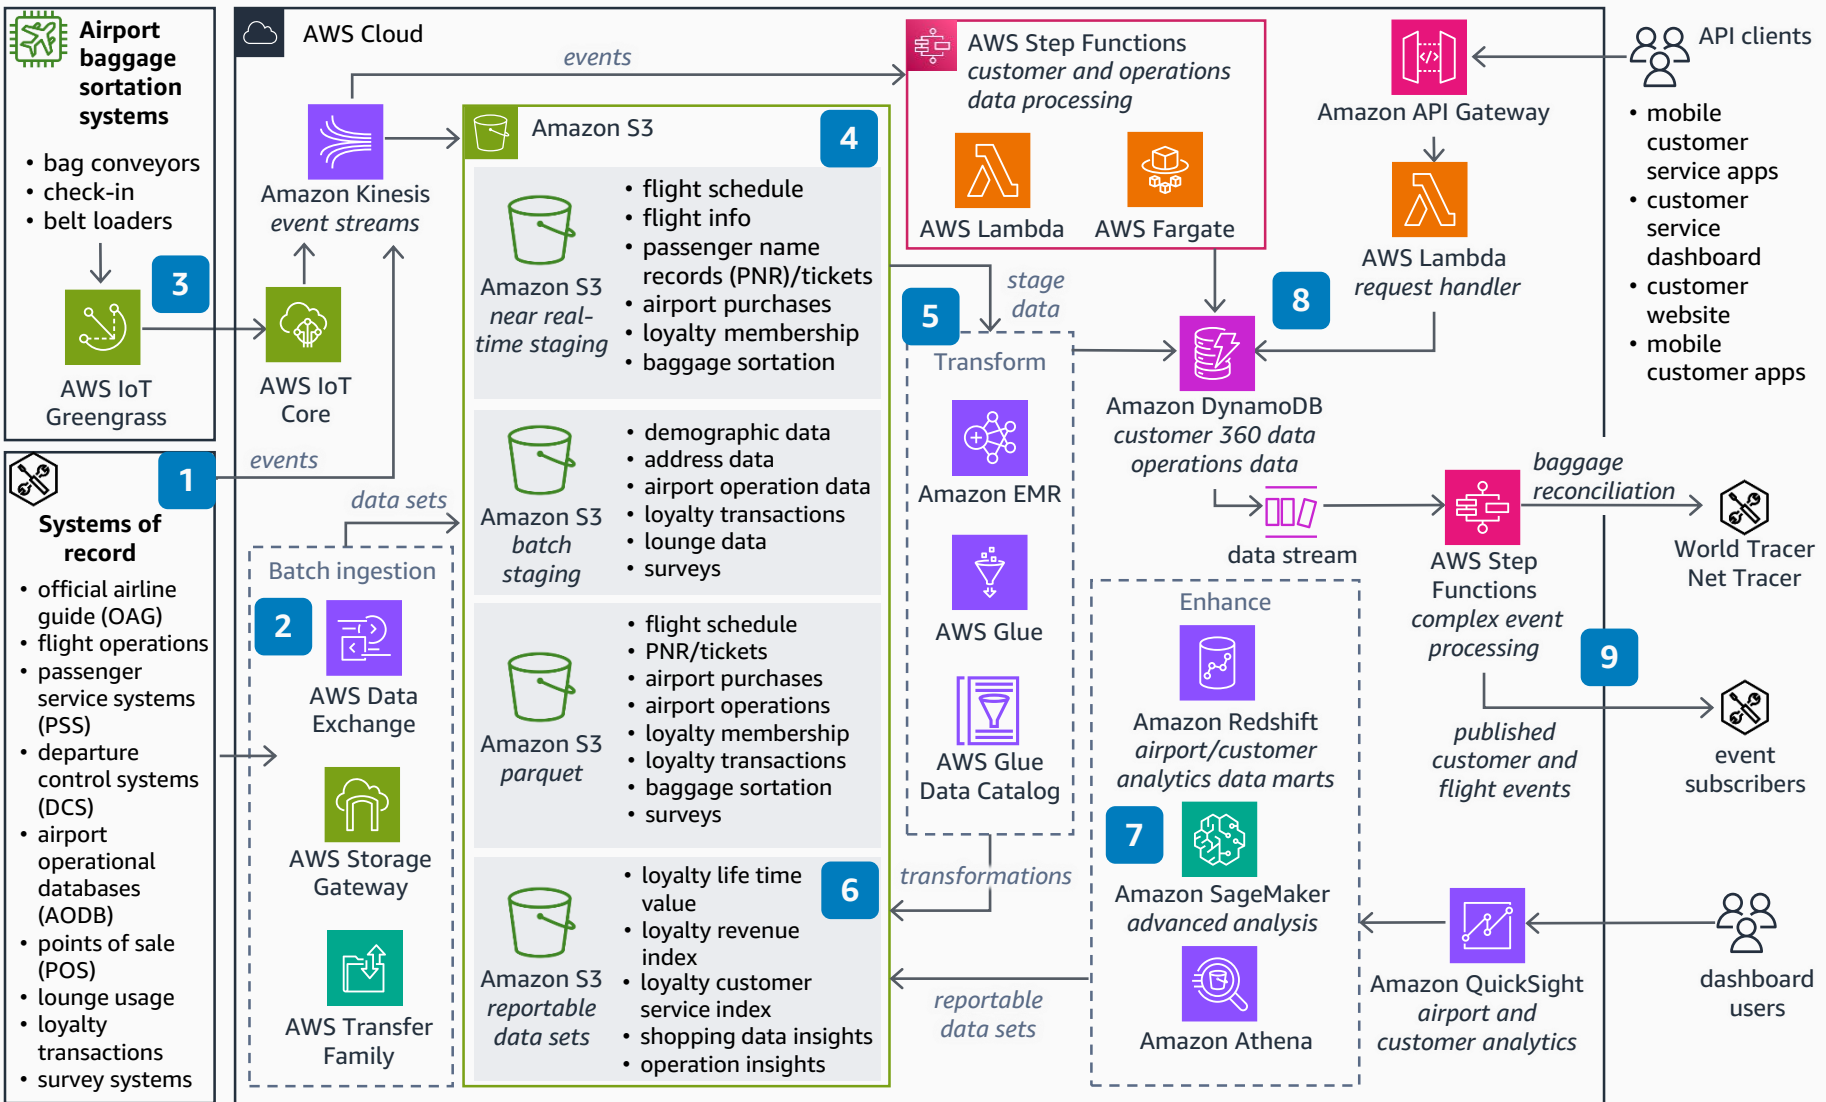 Airport
baggage
sortation
systems
• bag conveyors
• check-in
• belt loaders
3
AWS IoT
Greengrass
1
Systems of
record
• official airline
guide (OAG)
• flight operations
• passenger
service systems
(PSS)
• departure
control systems
(DCS)
• airport
operational
databases
(AODB)
• points of sale
(POS)
• lounge usage
• loyalty
transactions
• survey systems
AWS Cloud
events
Amazon Kinesis
event streams
AWS IoT
Core
events
data sets
Batch ingestion
2
AWS Data
Exchange
AWS Storage
Gateway
AWS Transfer
Family
Amazon S3
4
Amazon S3
near real-
time staging
• flight schedule
• flight info
• passenger name
records (PNR)/tickets
• airport purchases
• loyalty membership
• baggage sortation
Amazon S3
batch
staging
• demographic data
• address data
• airport operation data
• loyalty transactions
• lounge data
• surveys
Amazon S3
parquet
• flight schedule
• PNR/tickets
• airport purchases
• airport operations
• loyalty membership
• loyalty transactions
• baggage sortation
• surveys
6
Amazon S3
reportable
data sets
• loyalty life time
value
• loyalty revenue
index
• loyalty customer
service index
• shopping data insights
• operation insights
AWS Step Functions
customer and operations
data processing
AWS Lambda
AWS Fargate
stage
data
5
Transform
Amazon EMR
AWS Glue
AWS Glue
Data Catalog
transformations
reportable
data sets
8
Amazon DynamoDB
customer 360 data
operations data
data stream
Enhance
Amazon Redshift
airport/customer
analytics data marts
7
Amazon SageMaker
advanced analysis
Amazon Athena
Amazon API Gateway
AWS Lambda
request handler
AWS Step
Functions
complex event
processing
baggage
reconciliation
9
published
customer and
flight events
Amazon QuickSight
airport and
customer analytics
API clients
• mobile
customer
service apps
• customer
service
dashboard
• customer
website
• mobile
customer apps
World Tracer
Net Tracer
event
subscribers
dashboard
users